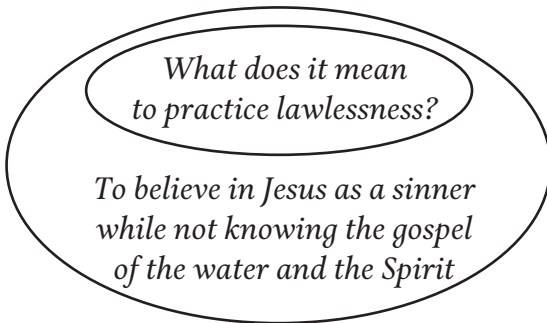 What does it mean
to practice lawlessness?
To believe in Jesus as a sinner
while not knowing the gospel
of the water and the Spirit